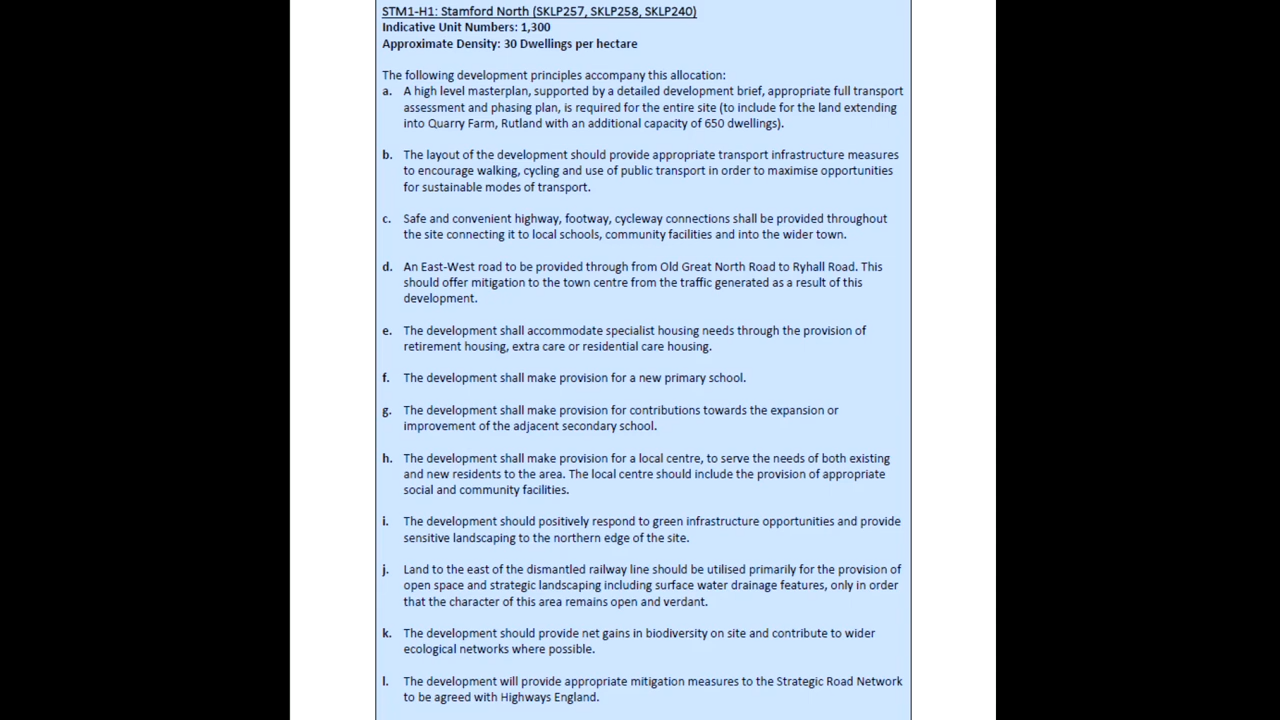 STM1-H1: Stamford North (SKLP257, SKLP258, SKLP240)
Indicative Unit Numbers: 1,300
Approximate Density: 30 Dwellings per hectare
The following development principles accompany this allocation:
a. A high level masterplan, supported by a detailed development brief, appropriate full transport
assessment and phasing plan, is required for the entire site (to include for the land extending
into Quarry Farm, Rutland with an additional capacity of 650 dwellings).
b. The layout of the development should provide appropriate transport infrastructure measures
to encourage walking, cycling and use of public transport in order to maximise opportunities
for sustainable modes of transport.
c. Safe and convenient highway, footway, cycleway connections shall be provided throughout
the site connecting it to local schools, community facilities and into the wider town.
d. An East-West road to be provided through from Old Great North Road to Ryhall Road. This
should offer mitigation to the town centre from the traffic generated as a result of this
development.
e. The development shall accommodate specialist housing needs through the provision of
retirement housing, extra care or residential care housing.
f. The development shall make provision for a new primary school.
g. The development shall make provision for contributions towards the expansion or
improvement of the adjacent secondary school.
h. The development shall make provision for a local centre, to serve the needs of both existing
and new residents to the area. The local centre should include the provision of appropriate
social and community facilities.
i. The development should positively respond to green infrastructure opportunities and provide
sensitive landscaping to the northern edge of the site.
j. Land to the east of the dismantled railway line should be utilised primarily for the provision of
open space and strategic landscaping including surface water drainage features, only in order
that the character of this area remains open and verdant.
k. The development should provide net gains in biodiversity on site and contribute to wider
ecological networks where possible.
l. The development will provide appropriate mitigation measures to the Strategic Road Network
to be agreed with Highways England.